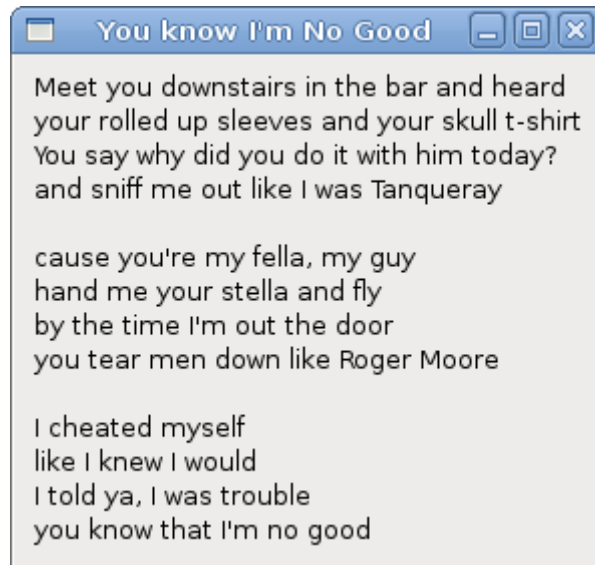 You know I'm No Good
Meet you downstairs in the bar and heard
your rolled up sleeves and your skull t-shirt
You say why did you do it with him today?
and sniff me out like I was Tanqueray
cause you're my fella, my guy
hand me your stella and fly
by the time I'm out the door
you tear men down like Roger Moore
I cheated myself
like I knew I would
I told ya, I was trouble
you know that I'm no good